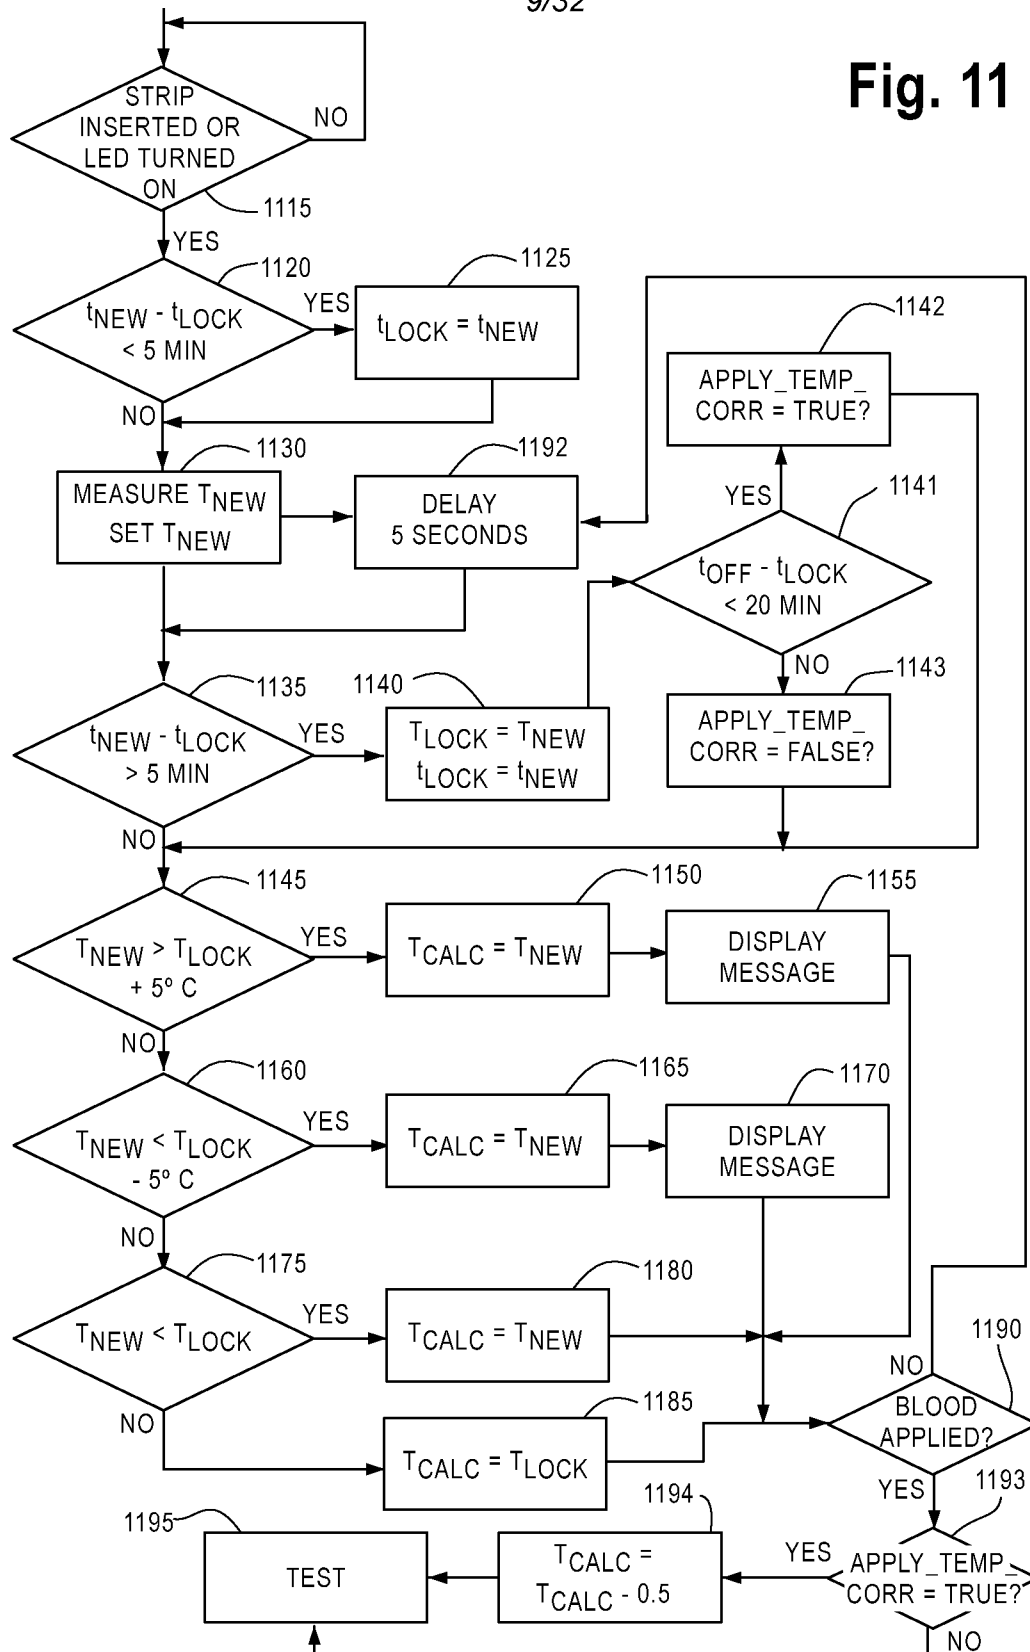 9/32
Fig. 11
STRIP
INSERTED OR
LED TURNED
ON
NO
1115
YES
1120
tNEW - tLOCK
< 5 MIN
YES
1125
tLOCK = tNEW
NO
1130
MEASURE TNEW
SET TNEW
1192
DELAY
5 SECONDS
1142
APPLY_TEMP_
CORR = TRUE?
YES
1141
tOFF - tLOCK
< 20 MIN
NO
1143
APPLY_TEMP_
CORR = FALSE?
1135
tNEW - tLOCK
> 5 MIN
YES
1140
TLOCK = TNEW
tLOCK = tNEW
NO
1145
TNEW > TLOCK
+ 5º C
YES
1150
TCALC = TNEW
1155
DISPLAY
MESSAGE
NO
1160
TNEW < TLOCK
- 5º C
YES
1165
TCALC = TNEW
1170
DISPLAY
MESSAGE
NO
1175
TNEW < TLOCK
YES
1180
TCALC = TNEW
NO
1185
TCALC = TLOCK
1190
NO
BLOOD
APPLIED?
YES
1193
APPLY_TEMP_
CORR = TRUE?
YES
NO
1194
TCALC =
TCALC - 0.5
1195
TEST